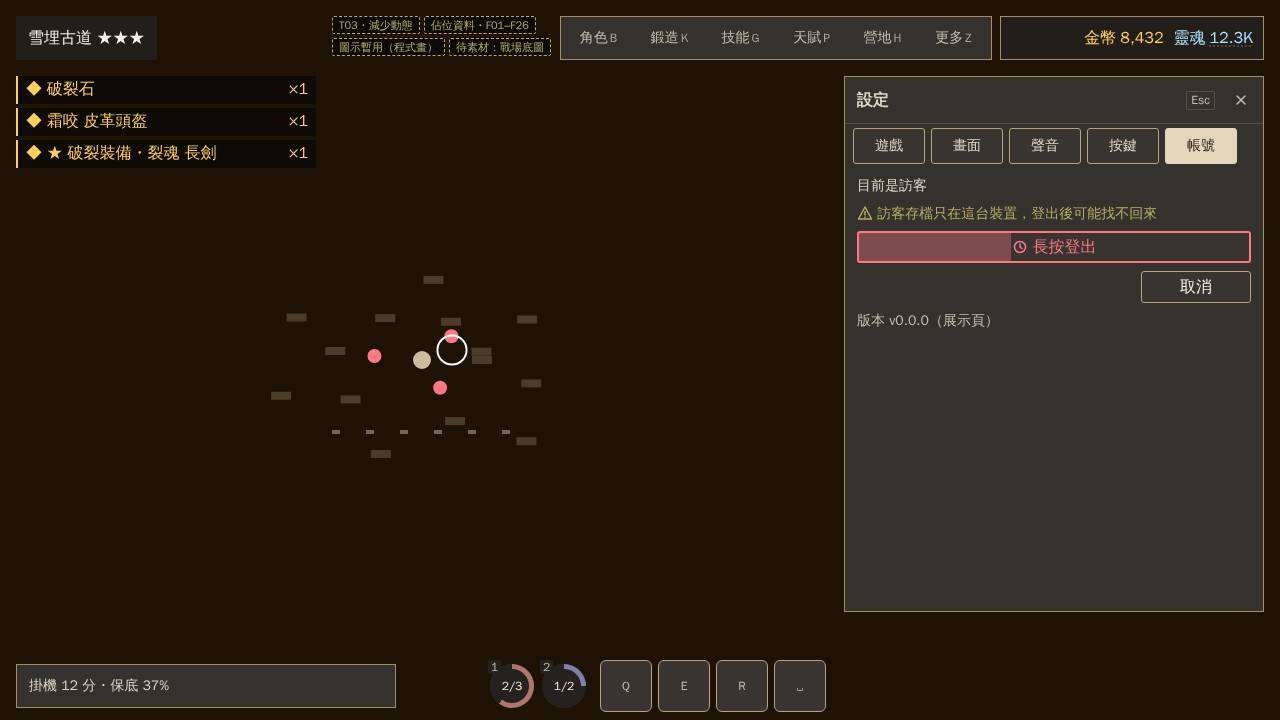 雪埋古道 ★★★
T03・減少動態 佔位資料・F01–F26
圖示暫用（程式畫） 待素材：戰場底圖
角色B 鍛造K 技能G 天賦P 營地H 更多Z
金幣 8,432 靈魂 12.3K
◆ 破裂石 ×1
◆ 霜咬 皮革頭盔 ×1
◆ ★ 破裂裝備・裂魂 長劍 ×1
設定 Esc ✕
遊戲 畫面 聲音 按鍵 帳號
目前是訪客
訪客存檔只在這台裝置，登出後可能找不回來
長按登出
取消
版本 v0.0.0（展示頁）
掛機 12 分・保底 37%
1 2/3 2 1/2 Q E R ⎵